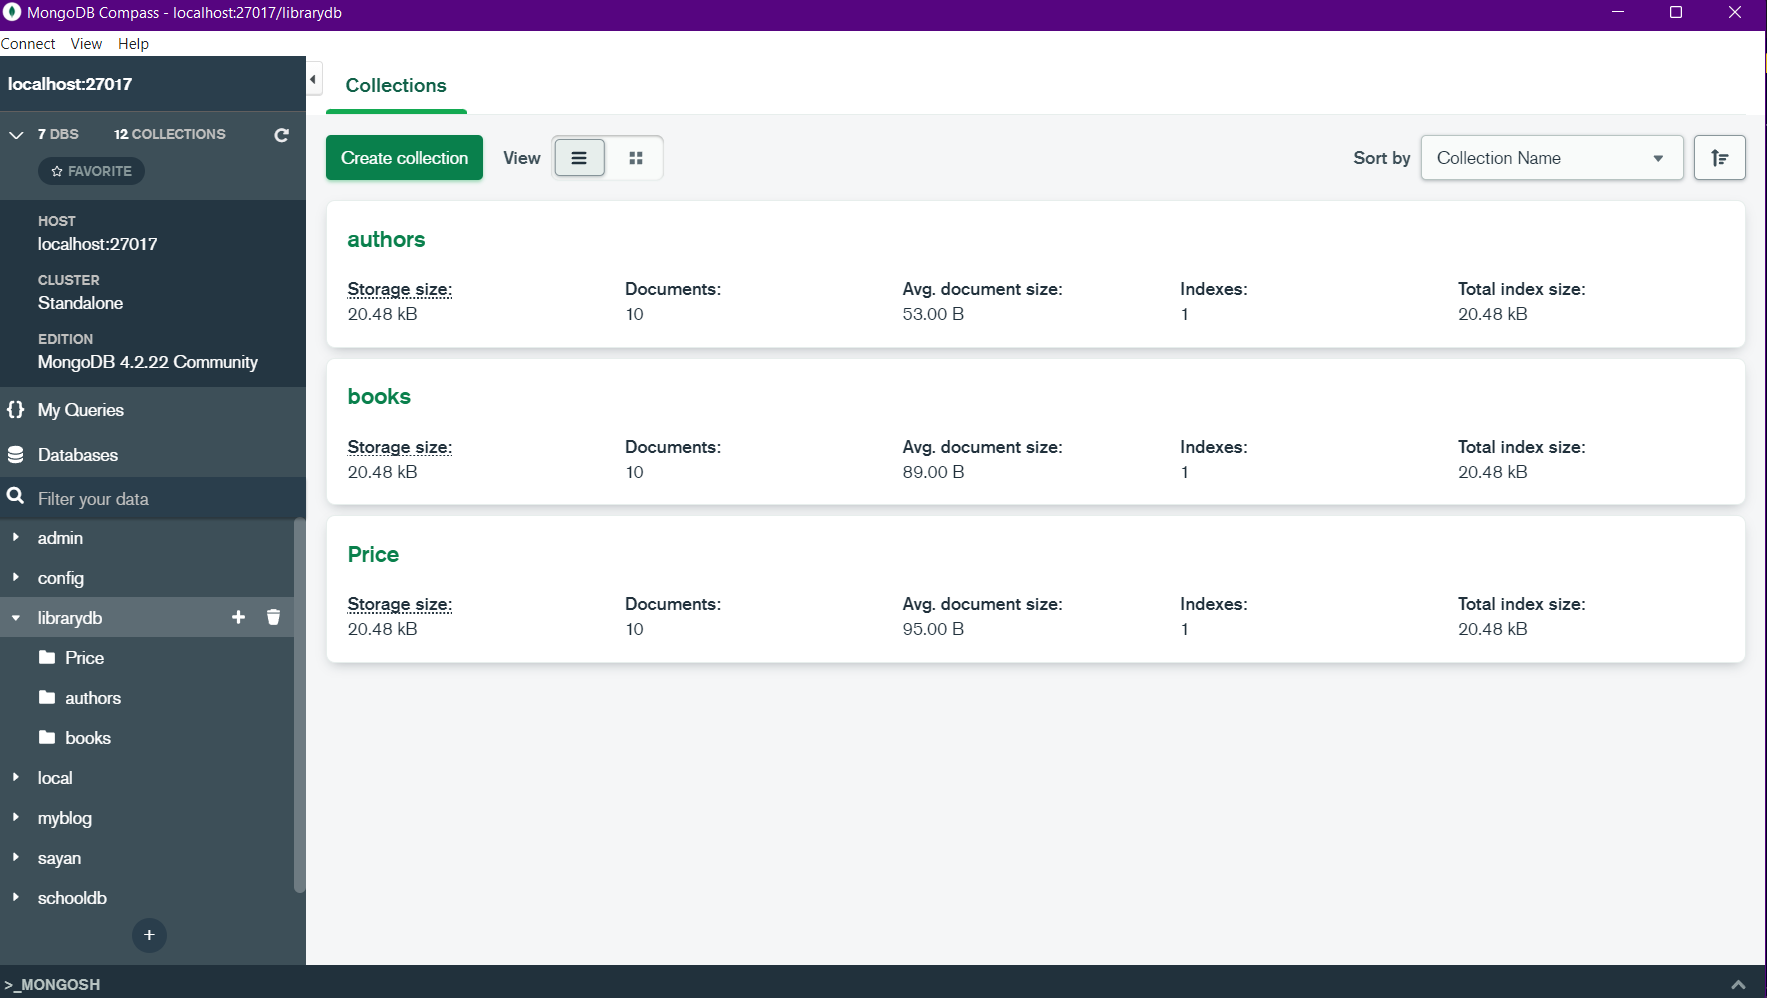 MongoDB Compass - localhost:27017/librarydb
Connect View Help
localhost:27017
7 DBS 12 COLLECTIONS
FAVORITE
HOST
localhost:27017
CLUSTER
Standalone
EDITION
MongoDB 4.2.22 Community
{} My Queries
Databases
Filter your data
admin
config
librarydb
Price
authors
books
local
myblog
sayan
schooldb
+
Collections
Create collection View Sort by Collection Name
authors
Storage size: Documents: Avg. document size: Indexes: Total index size:
20.48 kB 10 53.00 B 1 20.48 kB
books
Storage size: Documents: Avg. document size: Indexes: Total index size:
20.48 kB 10 89.00 B 1 20.48 kB
Price
Storage size: Documents: Avg. document size: Indexes: Total index size:
20.48 kB 10 95.00 B 1 20.48 kB
>_MONGOSH